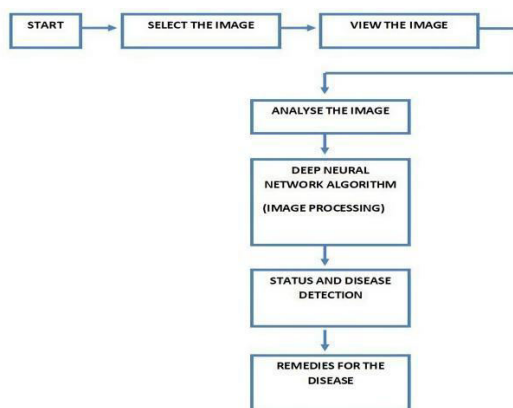 START
SELECT THE IMAGE
VIEW THE IMAGE
ANALYSE THE IMAGE
DEEP NEURAL
NETWORK ALGORITHM
(IMAGE PROCESSING)
STATUS AND DISEASE
DETECTION
REMEDIES FOR THE
DISEASE